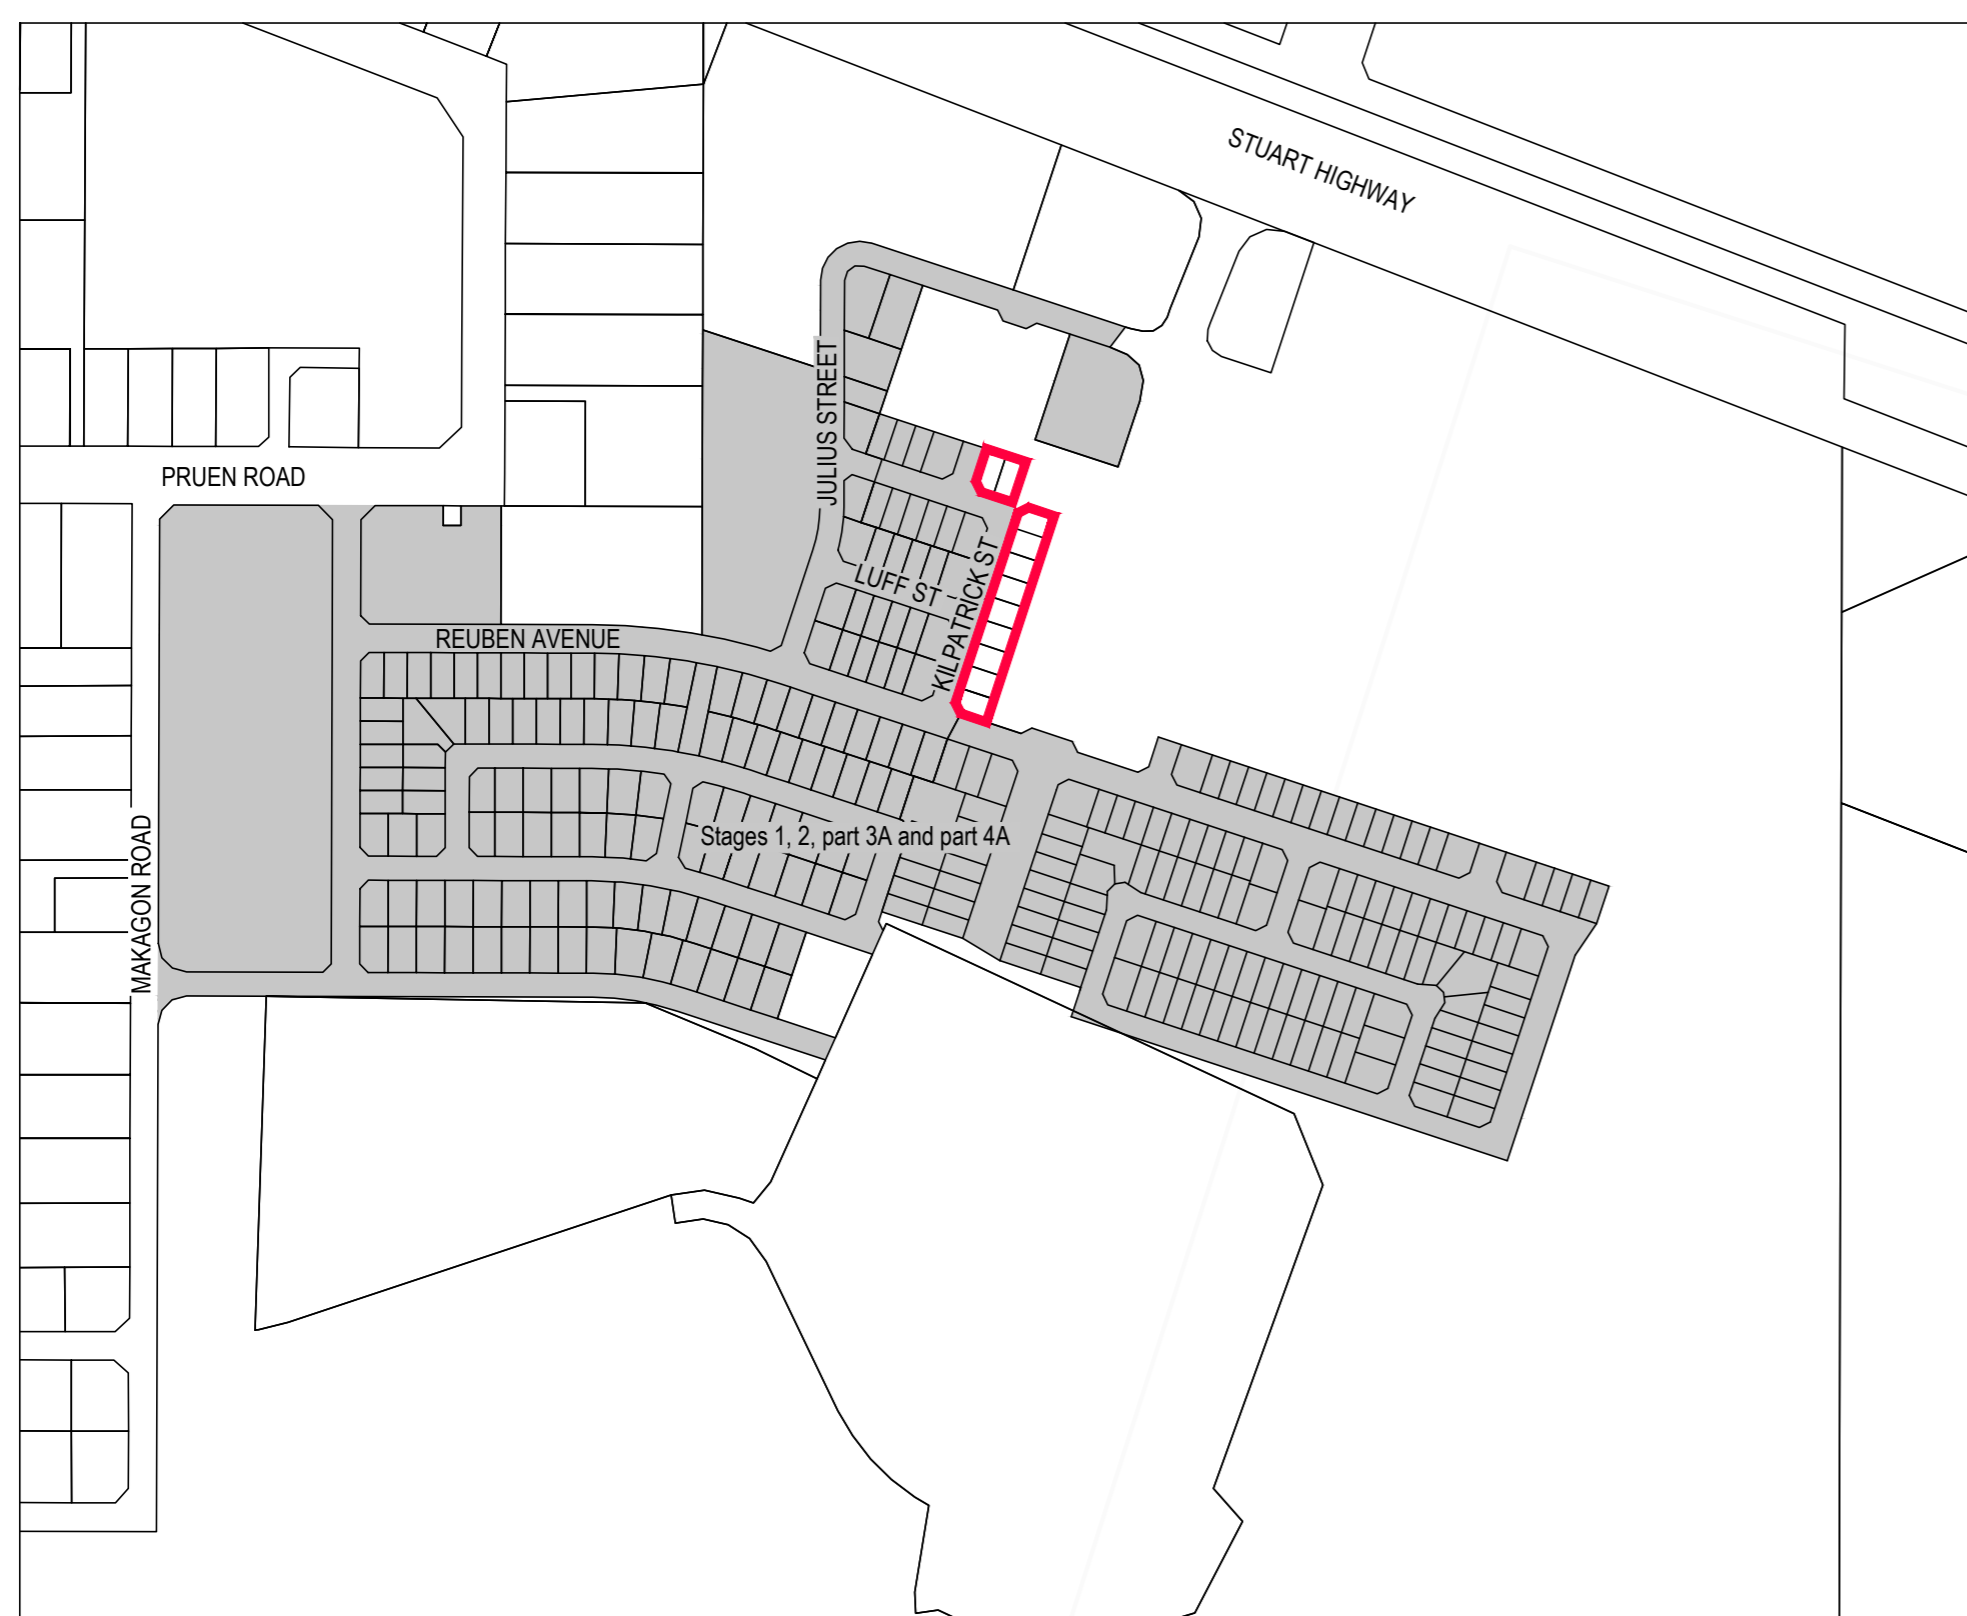 STUART HIGHWAY
JULIUS STREET
PRUEN ROAD
LUFF ST
KILPATRICK ST
REUBEN AVENUE
Stages 1, 2, part 3A and part 4A
MAKAGON ROAD